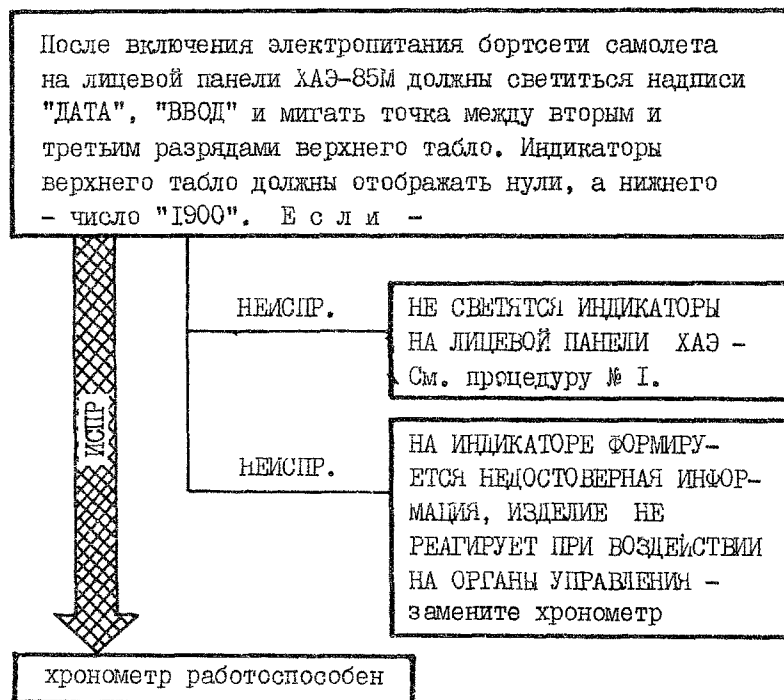 После включения электропитания бортсети самолета
на лицевой панели ХАЭ-85М должны светиться надписи
"ДАТА", "ВВОД" и мигать точка между вторым и
третьим разрядами верхнего табло. Индикаторы
верхнего табло должны отображать нули, а нижнего
- число "I900". Е с л и -
НЕИСПР.
НЕ СВЕТЯТСЯ ИНДИКАТОРЫ
НА ЛИЦЕВОЙ ПАНЕЛИ ХАЭ -
См. процедуру № I.
ИСПР
НЕИСПР.
НА ИНДИКАТОРЕ ФОРМИРУ-
ЕТСЯ НЕДОСТОВЕРНАЯ ИНФОР-
МАЦИЯ, ИЗДЕЛИЕ НЕ
РЕАГИРУЕТ ПРИ ВОЗДЕЙСТВИИ
НА ОРГАНЫ УПРАВЛЕНИЯ -
замените хронометр
хронометр работоспособен